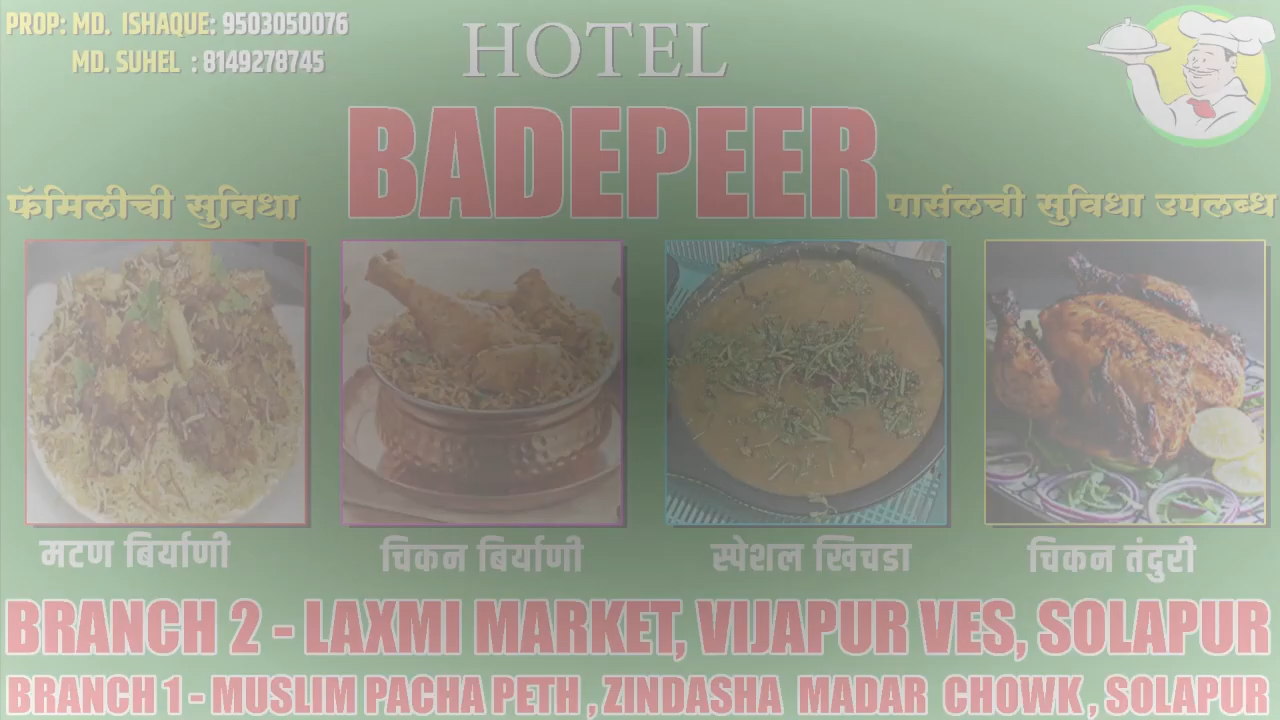 PROP: MD. ISHAQUE: 9503050076
MD. SUHEL : 8149278745
HOTEL
BADEPEER
फॅमिलीची सुविधा
पार्सलची सुविधा उपलब्ध
मटण बिर्याणी
चिकन बिर्याणी
स्पेशल खिचडा
चिकन तंदुरी
BRANCH 2 - LAXMI MARKET, VIJAPUR VES, SOLAPUR
BRANCH 1 - MUSLIM PACHA PETH , ZINDASHA MADAR CHOWK , SOLAPUR